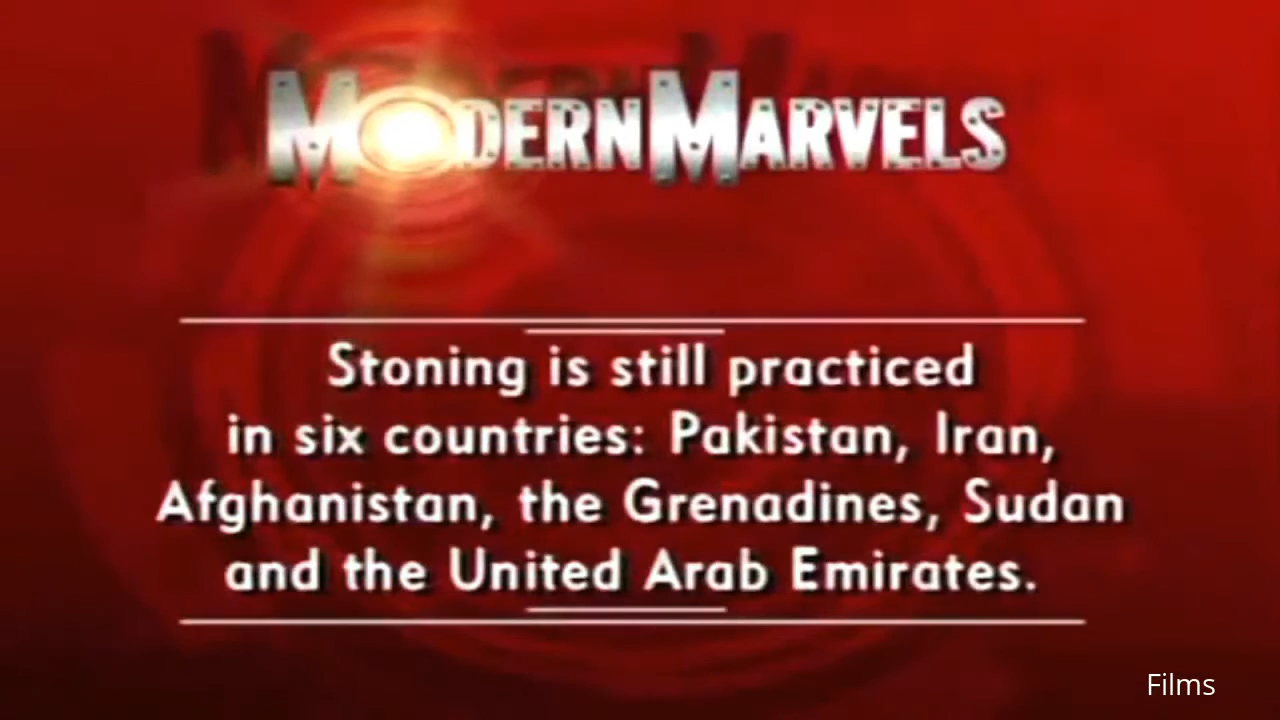 MODERN MARVELS
Stoning is still practiced
in six countries: Pakistan, Iran,
Afghanistan, the Grenadines, Sudan
and the United Arab Emirates.
Films